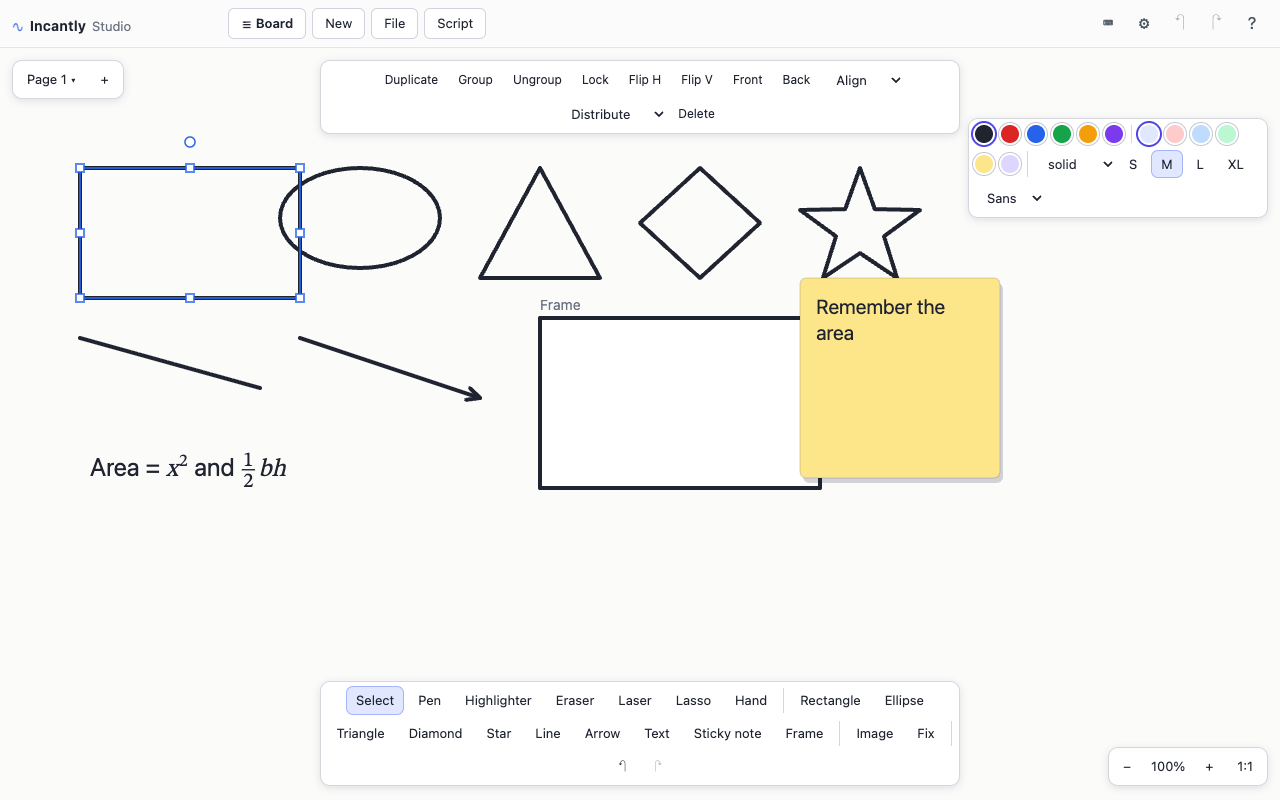 Incantly Studio
≡ Board New File Script
?
Page 1 +
Duplicate Group Ungroup Lock Flip H Flip V Front Back Align
Distribute Delete
solid S M L XL
Sans
Frame
Remember the
area
Area = x² and 1/2 bh
Select Pen Highlighter Eraser Laser Lasso Hand Rectangle Ellipse
Triangle Diamond Star Line Arrow Text Sticky note Frame Image Fix
− 100% + 1:1